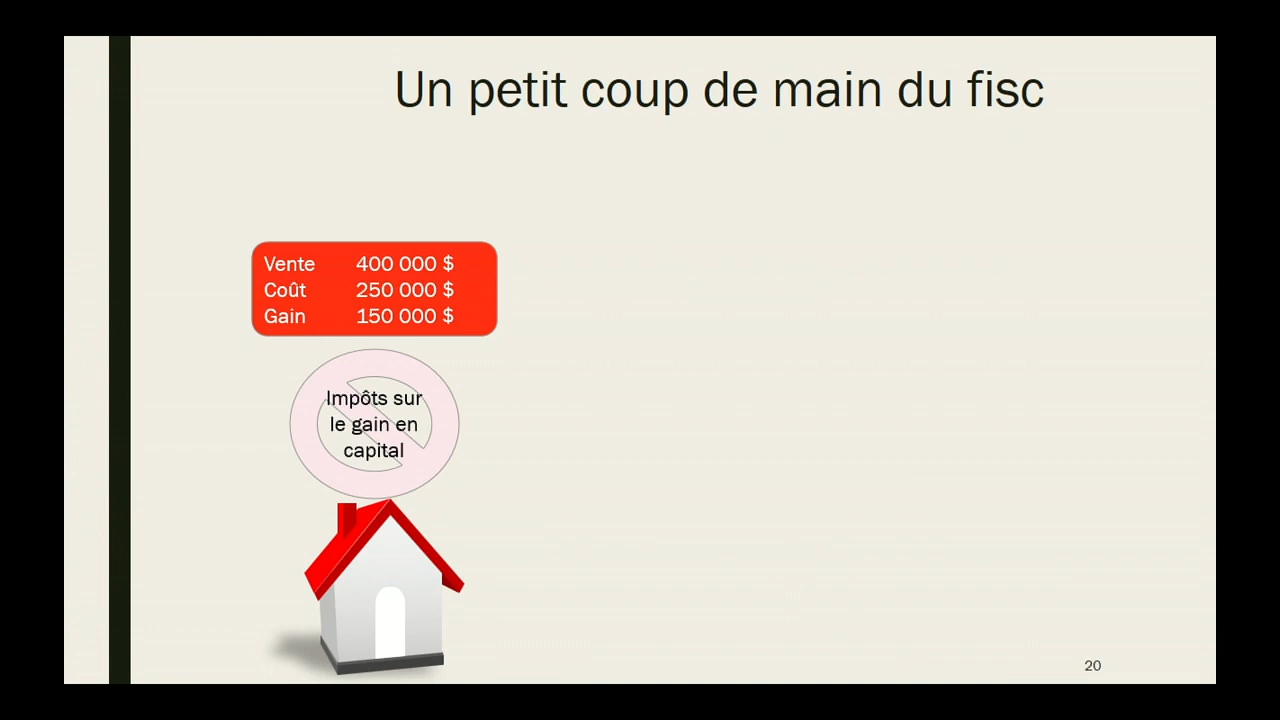 Un petit coup de main du fisc
Vente 400 000 $
Coût 250 000 $
Gain 150 000 $
Impôts sur
le gain en
capital
20